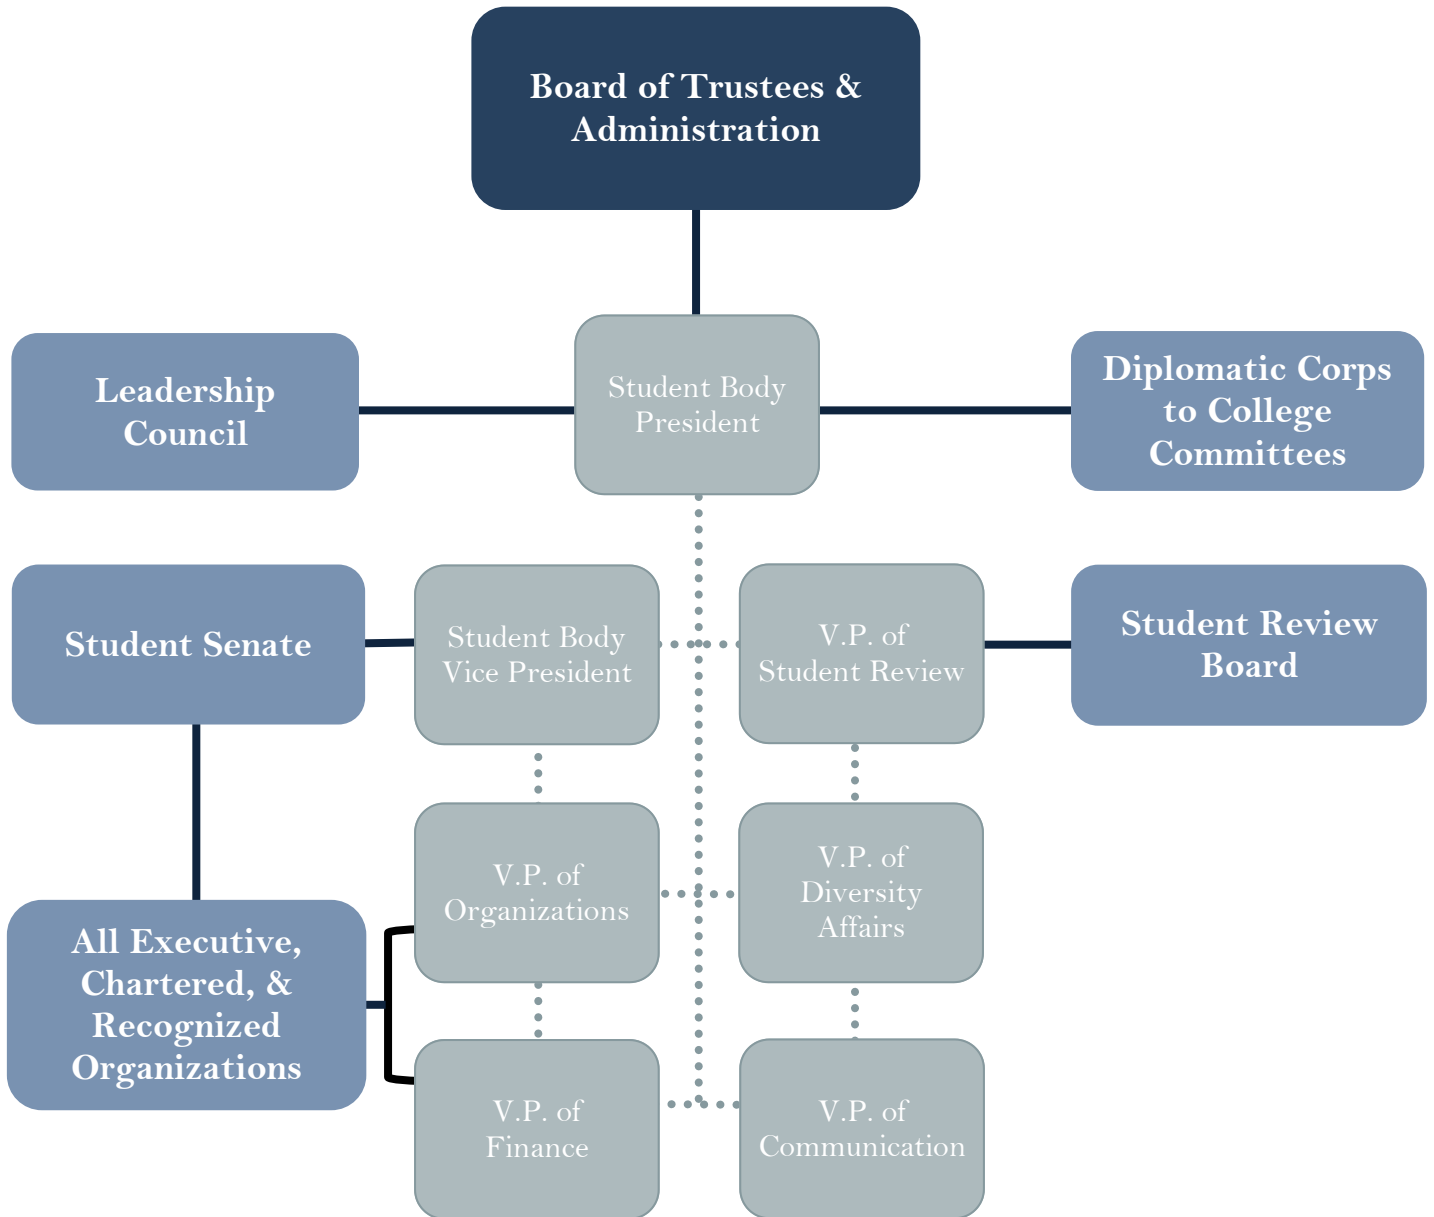 Board of Trustees &
Administration
Leadership
Council
Student Body
President
Diplomatic Corps
to College
Committees
Student Senate
Student Body
Vice President
V.P. of
Student Review
Student Review
Board
All Executive,
Chartered, &
Recognized
Organizations
V.P. of
Organizations
V.P. of
Diversity
Affairs
V.P. of
Finance
V.P. of
Communication